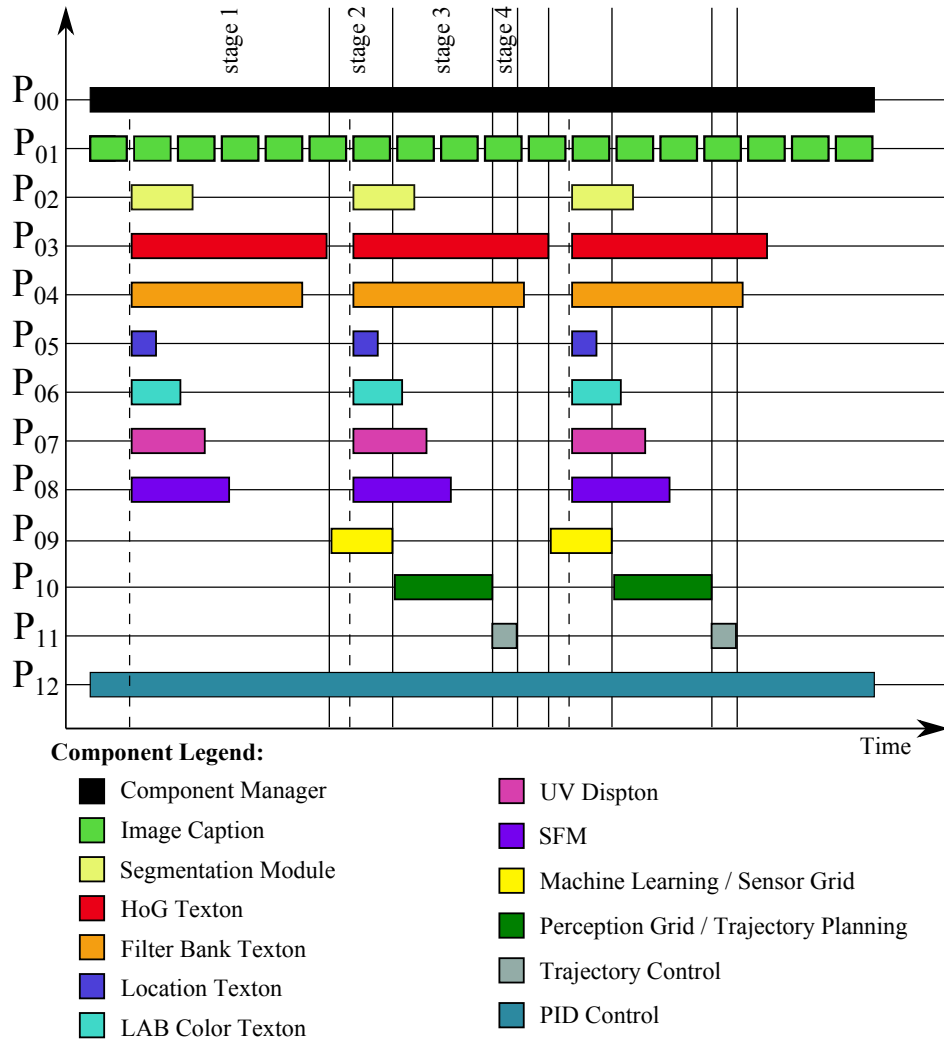 stage 1
stage 2
stage 3
stage 4
P00
P01
P02
P03
P04
P05
P06
P07
P08
P09
P10
P11
P12
Time
Component Legend:
Component Manager
Image Caption
Segmentation Module
HoG Texton
Filter Bank Texton
Location Texton
LAB Color Texton
UV Dispton
SFM
Machine Learning / Sensor Grid
Perception Grid / Trajectory Planning
Trajectory Control
PID Control